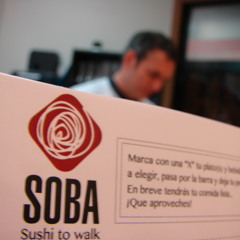 SOBA
Sushi to walk
Marca con una "X" tu plato(s) y bebida
a elegir, pasa por la barra y deja tu
En breve tendrás tu comida lista.
¡Que aproveches!